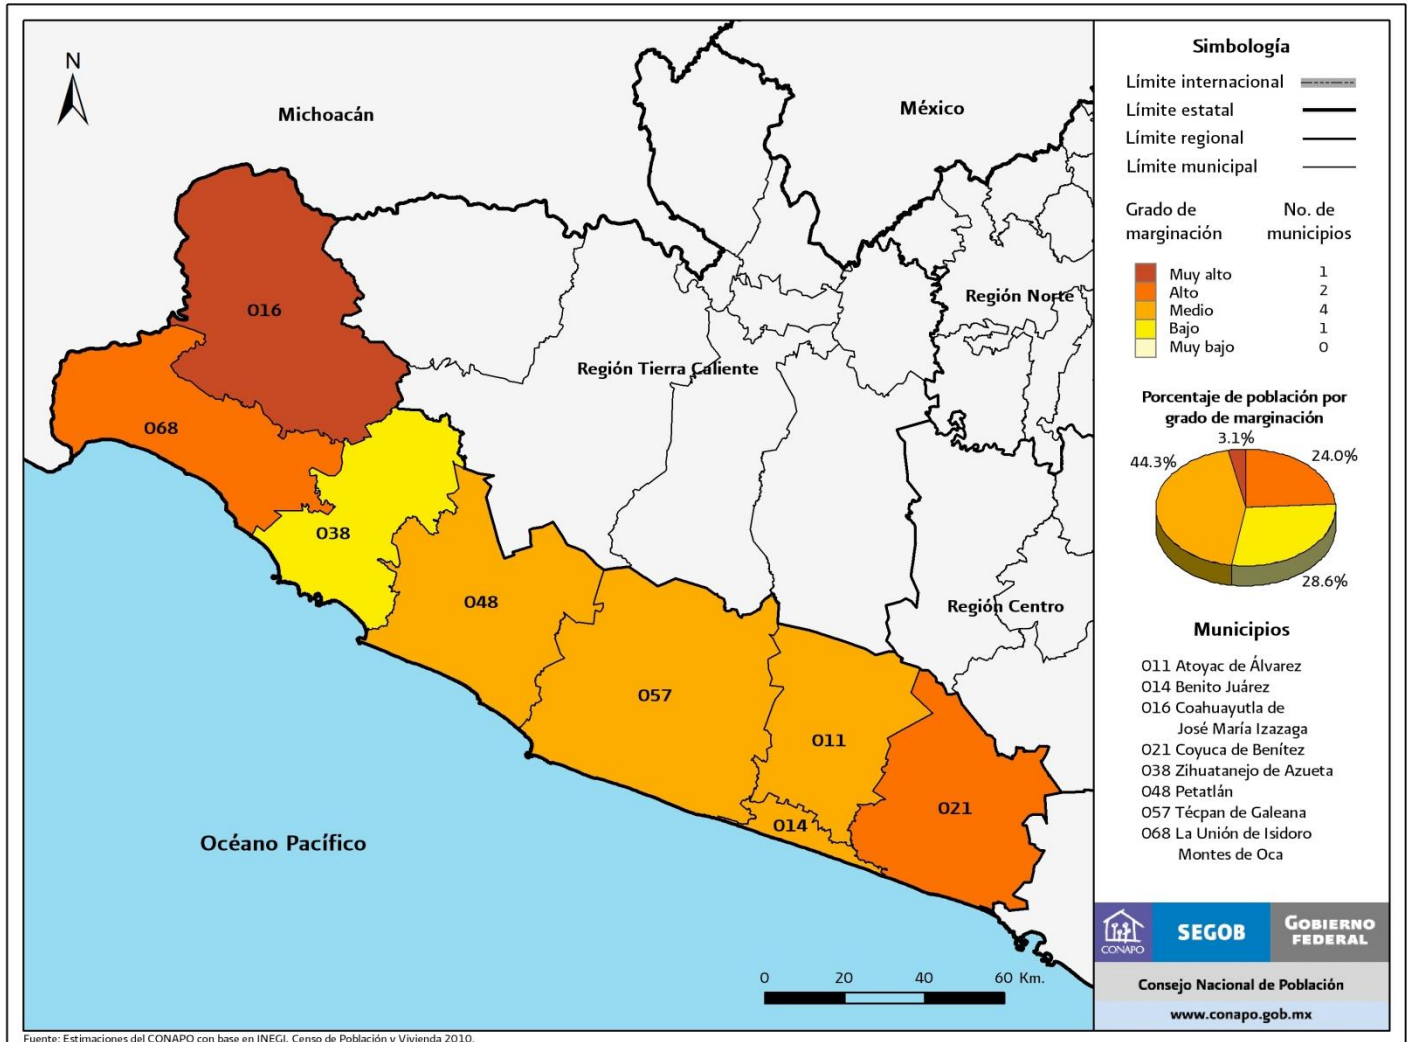 N
Michoacán
México
Región Norte
Región Tierra Caliente
Región Centro
016
068
038
048
057
011
014
021
Océano Pacífico
0 20 40 60 Km.
Simbología
Límite internacional
Límite estatal
Límite regional
Límite municipal
Grado de marginación No. de municipios
Muy alto 1
Alto 2
Medio 4
Bajo 1
Muy bajo 0
Porcentaje de población por
grado de marginación
3.1%
44.3% 24.0%
28.6%
Municipios
011 Atoyac de Álvarez
014 Benito Juárez
016 Coahuayutla de
José María Izazaga
021 Coyuca de Benítez
038 Zihuatanejo de Azueta
048 Petatlán
057 Técpan de Galeana
068 La Unión de Isidoro
Montes de Oca
CONAPO
SEGOB
GOBIERNO
FEDERAL
Consejo Nacional de Población
www.conapo.gob.mx
Fuente: Estimaciones del CONAPO con base en INEGI, Censo de Población y Vivienda 2010.